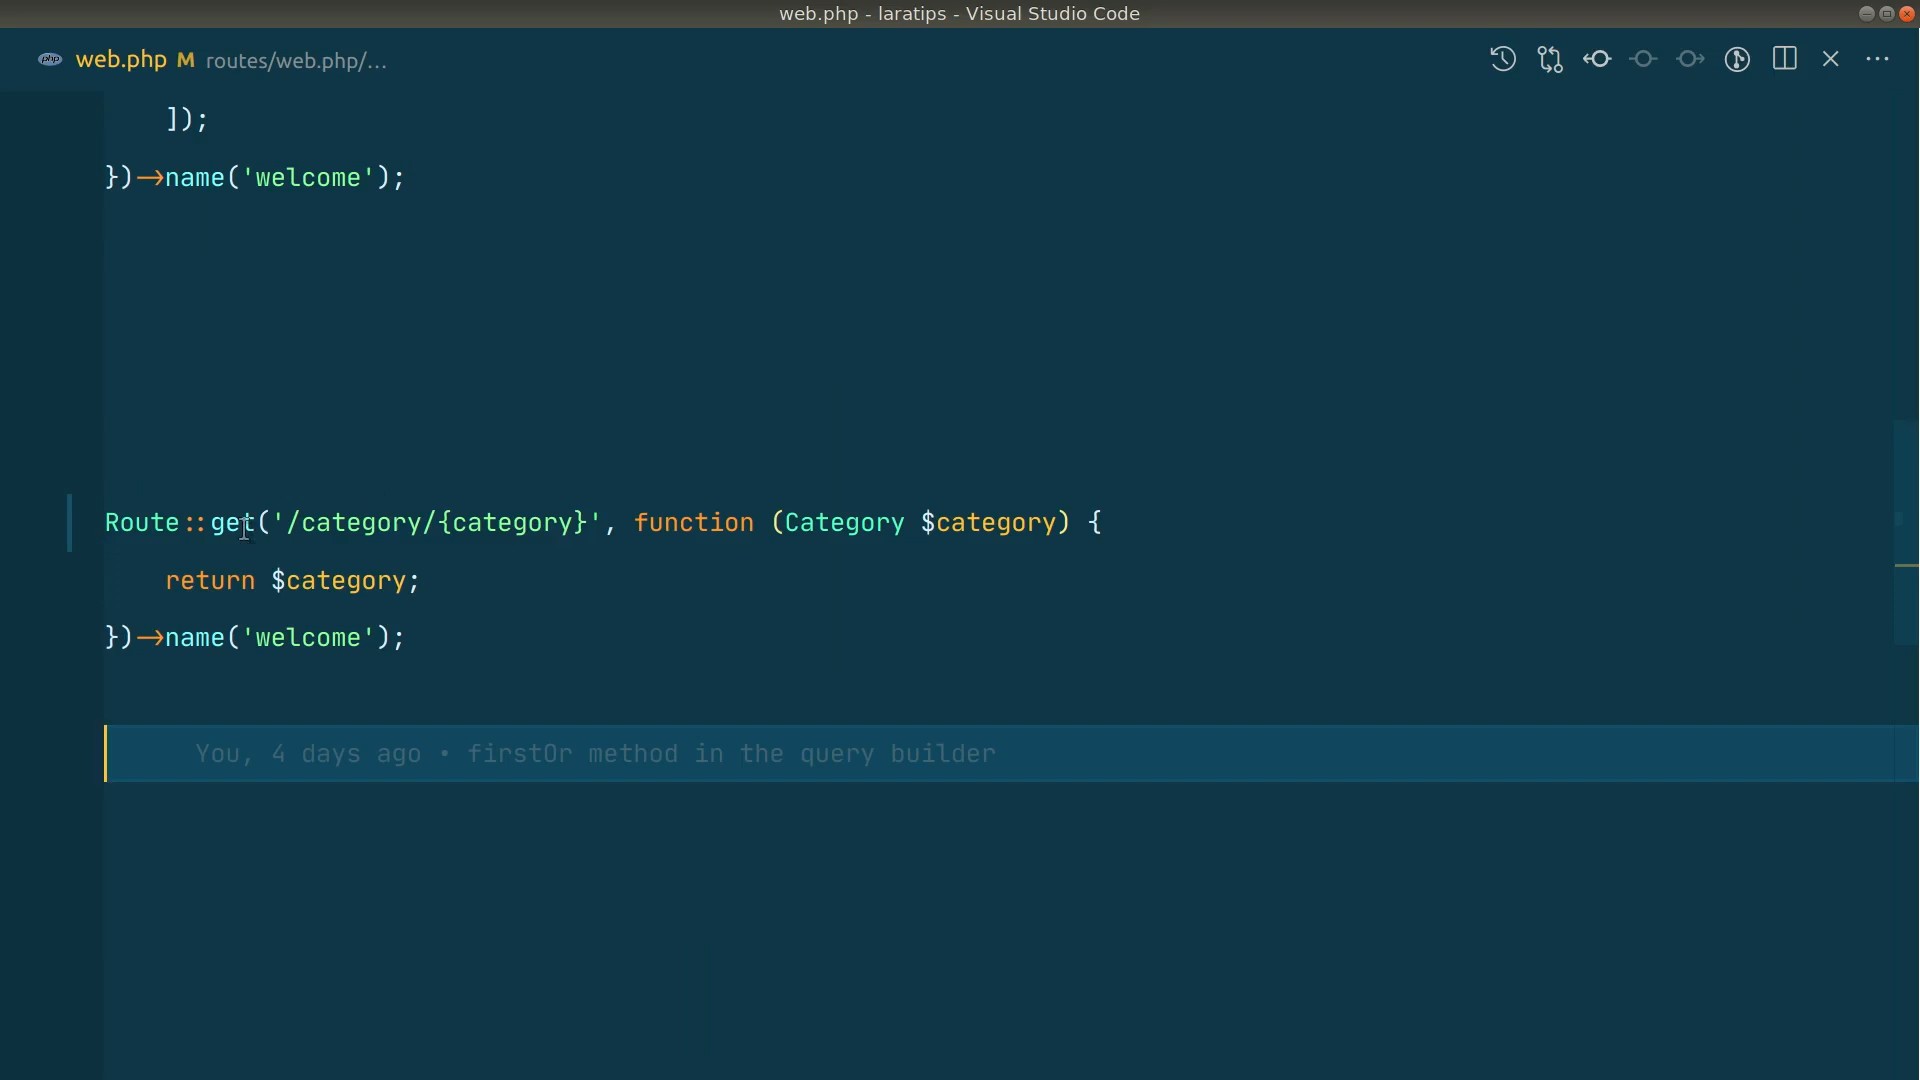 web.php - laratips - Visual Studio Code
php web.php M routes/web.php/...
]);
})->name('welcome');
Route::get('/category/{category}', function (Category $category) {
return $category;
})->name('welcome');
You, 4 days ago • firstOr method in the query builder